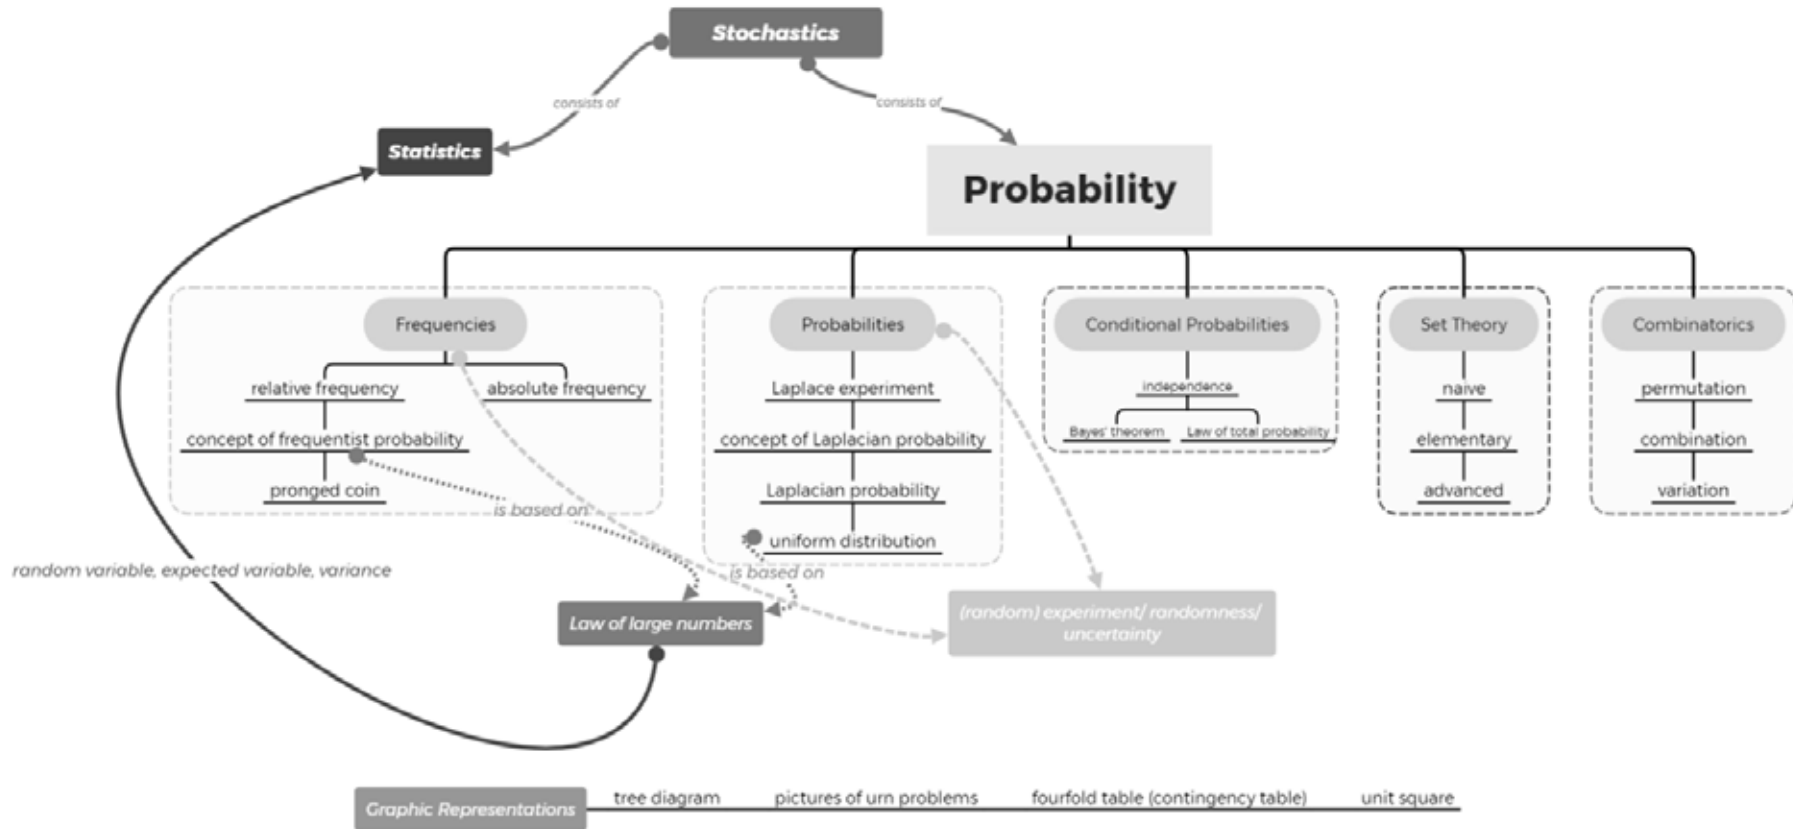 Stochastics
consists of
consists of
Statistics
Probability
Frequencies
Probabilities
Conditional Probabilities
Set Theory
Combinatorics
relative frequency
absolute frequency
Laplace experiment
independence
naive
permutation
concept of frequentist probability
concept of Laplacian probability
Bayes' theorem
Law of total probability
elementary
combination
pronged coin
Laplacian probability
advanced
variation
is based on
uniform distribution
random variable, expected variable, variance
is based on
Law of large numbers
(random) experiment/ randomness/
uncertainty
Graphic Representations
tree diagram
pictures of urn problems
fourfold table (contingency table)
unit square